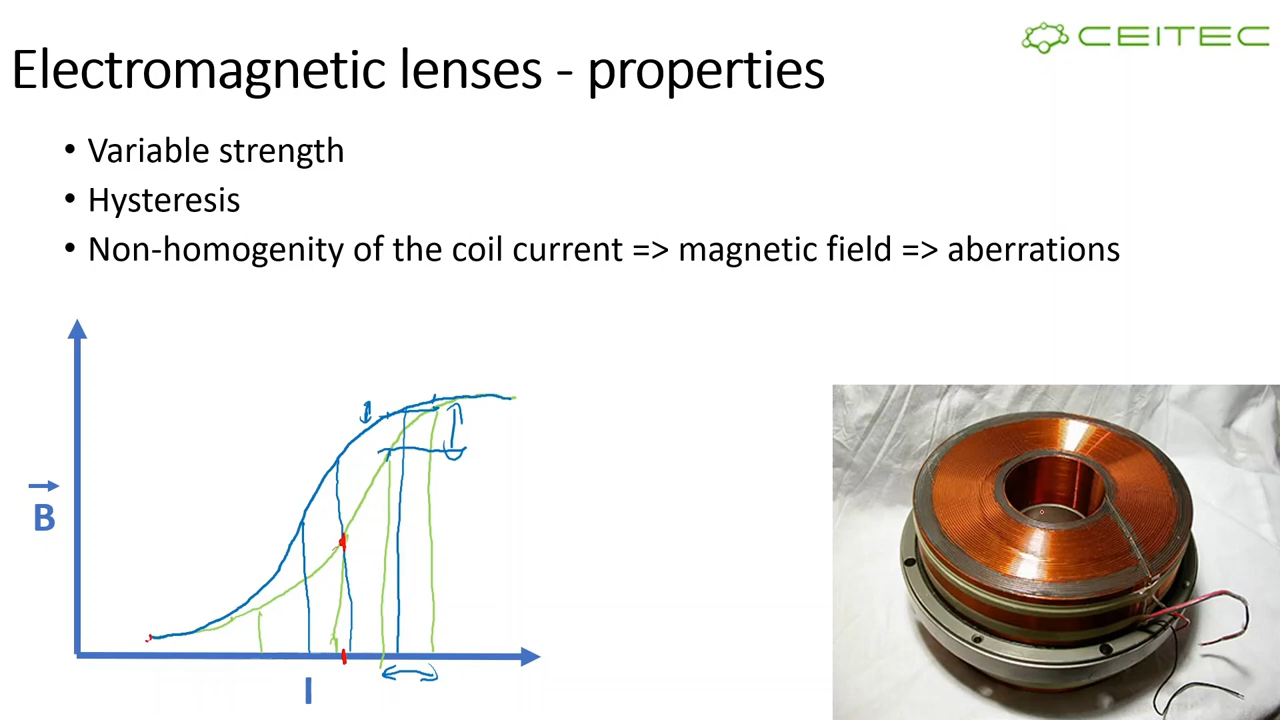 CEITEC
Electromagnetic lenses - properties
• Variable strength
• Hysteresis
• Non-homogenity of the coil current => magnetic field => aberrations
B
I